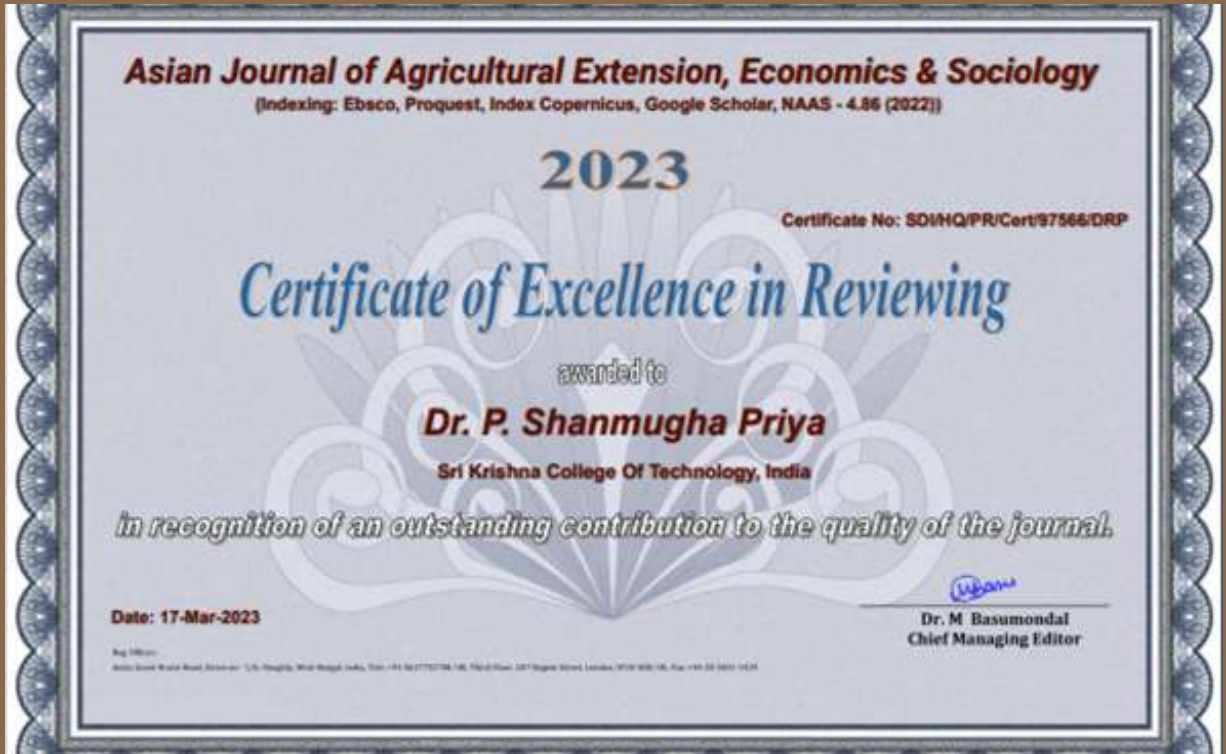 Asian Journal of Agricultural Extension, Economics & Sociology
(Indexing: Ebsco, Proquest, Index Copernicus, Google Scholar, NAAS - 4.86 (2022))
2023
Certificate No: SDI/HQ/PR/Cert/97566/DRP
Certificate of Excellence in Reviewing
awarded to
Dr. P. Shanmugha Priya
Sri Krishna College Of Technology, India
in recognition of an outstanding contribution to the quality of the journal.
Date: 17-Mar-2023
Dr. M Basumondal
Chief Managing Editor